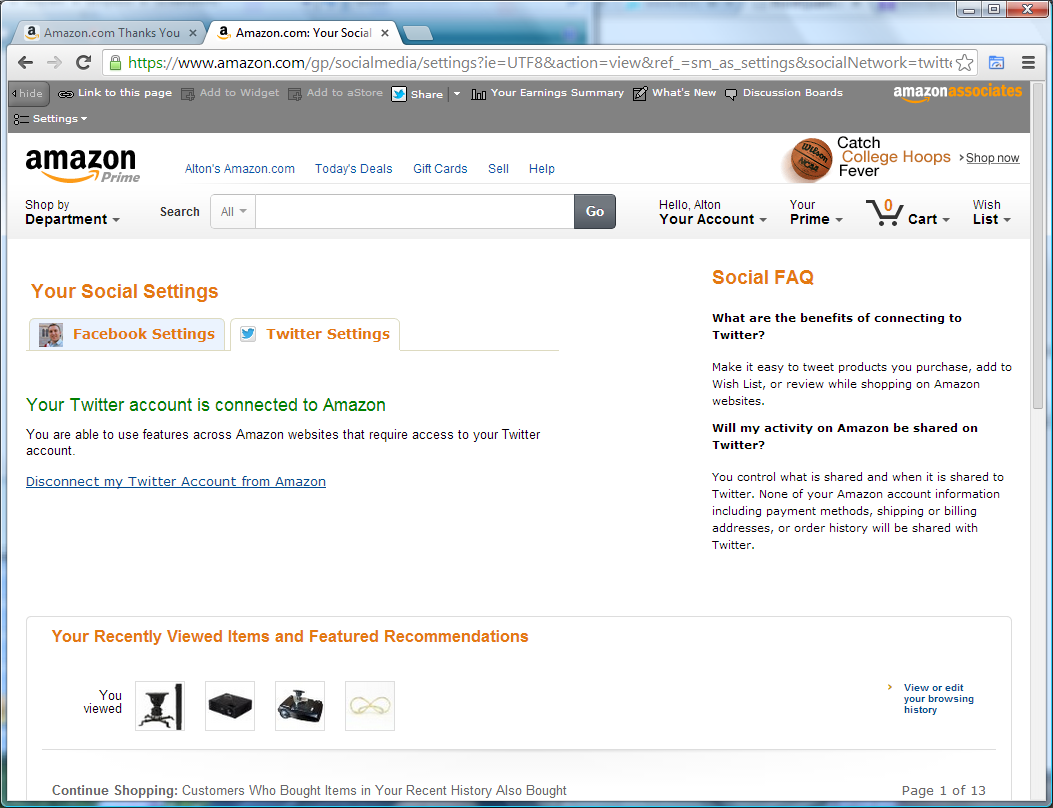 Amazon.com Thanks You
Amazon.com: Your Social
https://www.amazon.com/gp/socialmedia/settings?ie=UTF8&action=view&ref_=sm_as_settings&socialNetwork=twitte
hide
Link to this page
Add to Widget
Add to aStore
Share
Your Earnings Summary
What's New
Discussion Boards
amazonassociates
Settings
amazon
Prime
Alton's Amazon.com
Today's Deals
Gift Cards
Sell
Help
Wilson
Catch
College Hoops
Fever
Shop now
Shop by
Department
Search
All
Go
Hello, Alton
Your Account
Your
Prime
0
Cart
Wish
List
Your Social Settings
Facebook Settings
Twitter Settings
Your Twitter account is connected to Amazon
You are able to use features across Amazon websites that require access to your Twitter
account.
Disconnect my Twitter Account from Amazon
Social FAQ
What are the benefits of connecting to
Twitter?
Make it easy to tweet products you purchase, add to
Wish List, or review while shopping on Amazon
websites.
Will my activity on Amazon be shared on
Twitter?
You control what is shared and when it is shared to
Twitter. None of your Amazon account information
including payment methods, shipping or billing
addresses, or order history will be shared with
Twitter.
Your Recently Viewed Items and Featured Recommendations
You
viewed
View or edit
your browsing
history
Continue Shopping: Customers Who Bought Items in Your Recent History Also Bought
Page 1 of 13